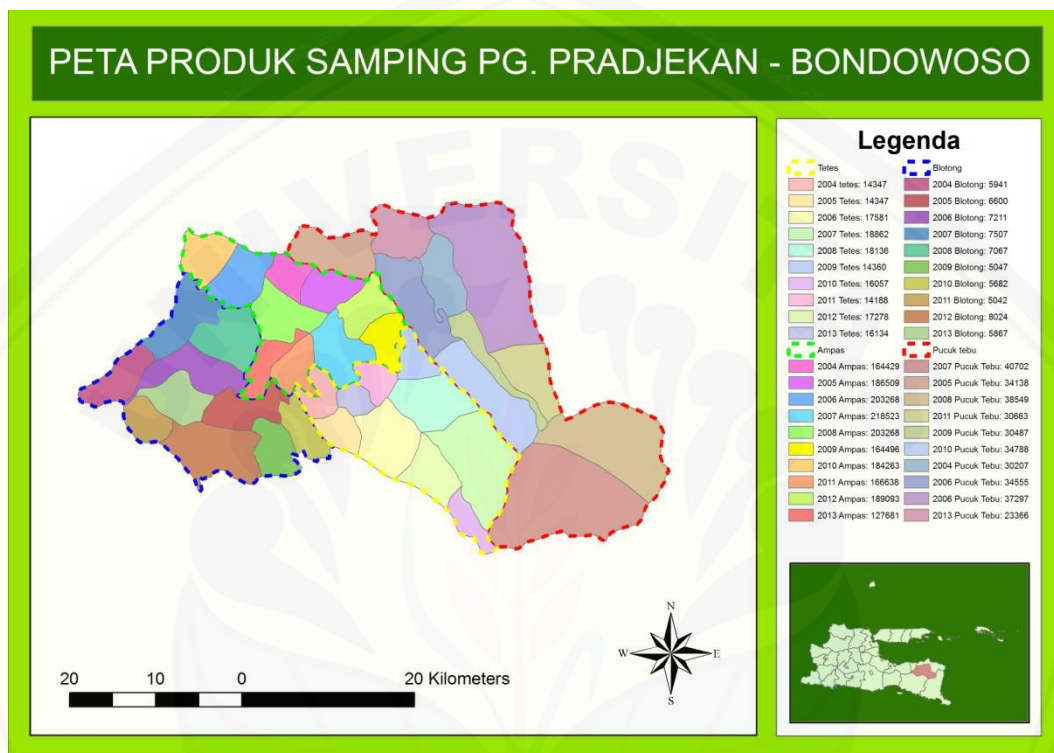 PETA PRODUK SAMPING PG. PRADJEKAN - BONDOWOSO
Legenda
Tetes
2004 tetes: 14347
2005 Tetes: 14347
2006 Tetes: 17581
2007 Tetes: 18862
2008 Tetes: 18136
2009 Tetes 14360
2010 Tetes: 16057
2011 Tetes: 14188
2012 Tetes: 17278
2013 Tetes: 16134
Ampas
2004 Ampas: 164429
2005 Ampas: 186509
2006 Ampas: 203268
2007 Ampas: 218523
2008 Ampas: 203268
2009 Ampas: 164496
2010 Ampas: 184263
2011 Ampas: 166638
2012 Ampas: 189093
2013 Ampas: 127681
Blotong
2004 Blotong: 5941
2005 Blotong: 6600
2006 Blotong: 7211
2007 Blotong: 7507
2008 Blotong: 7067
2009 Blotong: 5047
2010 Blotong: 5682
2011 Blotong: 5042
2012 Blotong: 8024
2013 Blotong: 5867
Pucuk tebu
2007 Pucuk Tebu: 40702
2005 Pucuk Tebu: 34138
2008 Pucuk Tebu: 38549
2011 Pucuk Tebu: 30663
2009 Pucuk Tebu: 30487
2010 Pucuk Tebu: 34788
2004 Pucuk Tebu: 30207
2006 Pucuk Tebu: 34555
2006 Pucuk Tebu: 37297
2013 Pucuk Tebu: 23366
N
W E
S
20 10 0 20 Kilometers